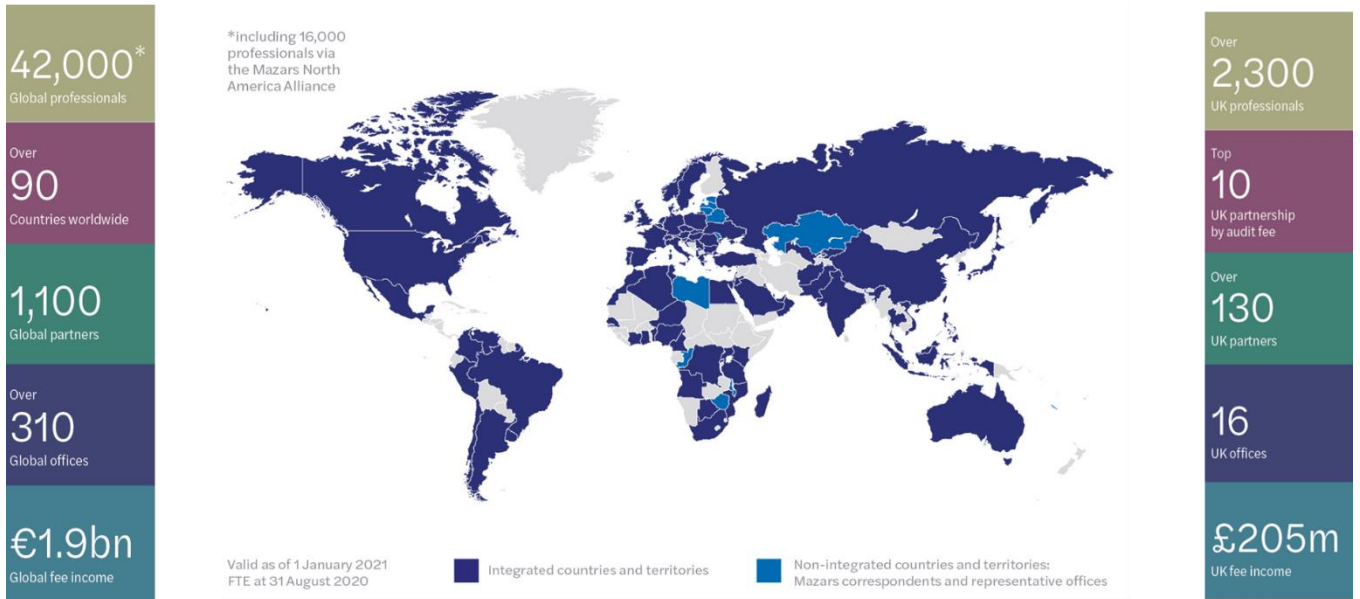 42,000*
Global professionals
Over
90
Countries worldwide
1,100
Global partners
Over
310
Global offices
€1.9bn
Global fee income
*including 16,000
professionals via
the Mazars North
America Alliance
Valid as of 1 January 2021
FTE at 31 August 2020
Integrated countries and territories
Non-integrated countries and territories:
Mazars correspondents and representative offices
Over
2,300
UK professionals
Top
10
UK partnership
by audit fee
Over
130
UK partners
16
UK offices
£205m
UK fee income